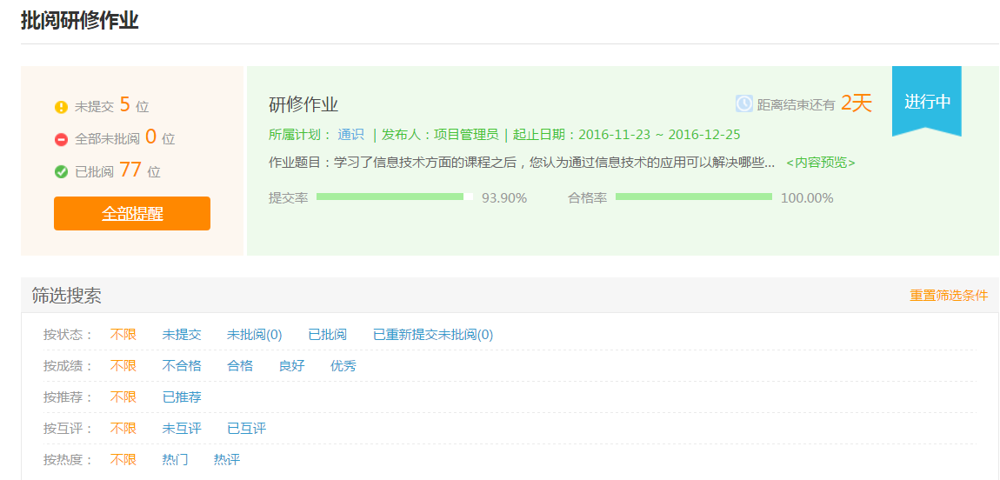 批阅研修作业
未提交 5 位
全部未批阅 0 位
已批阅 77 位
全部提醒
研修作业
距离结束还有 2天
进行中
所属计划： 通识 | 发布人：项目管理员 | 起止日期：2016-11-23 ~ 2016-12-25
作业题目：学习了信息技术方面的课程之后，您认为通过信息技术的应用可以解决哪些... <内容预览>
提交率 93.90% 合格率 100.00%
筛选搜索 重置筛选条件
按状态： 不限 未提交 未批阅(0) 已批阅 已重新提交未批阅(0)
按成绩： 不限 不合格 合格 良好 优秀
按推荐： 不限 已推荐
按互评： 不限 未互评 已互评
按热度： 不限 热门 热评